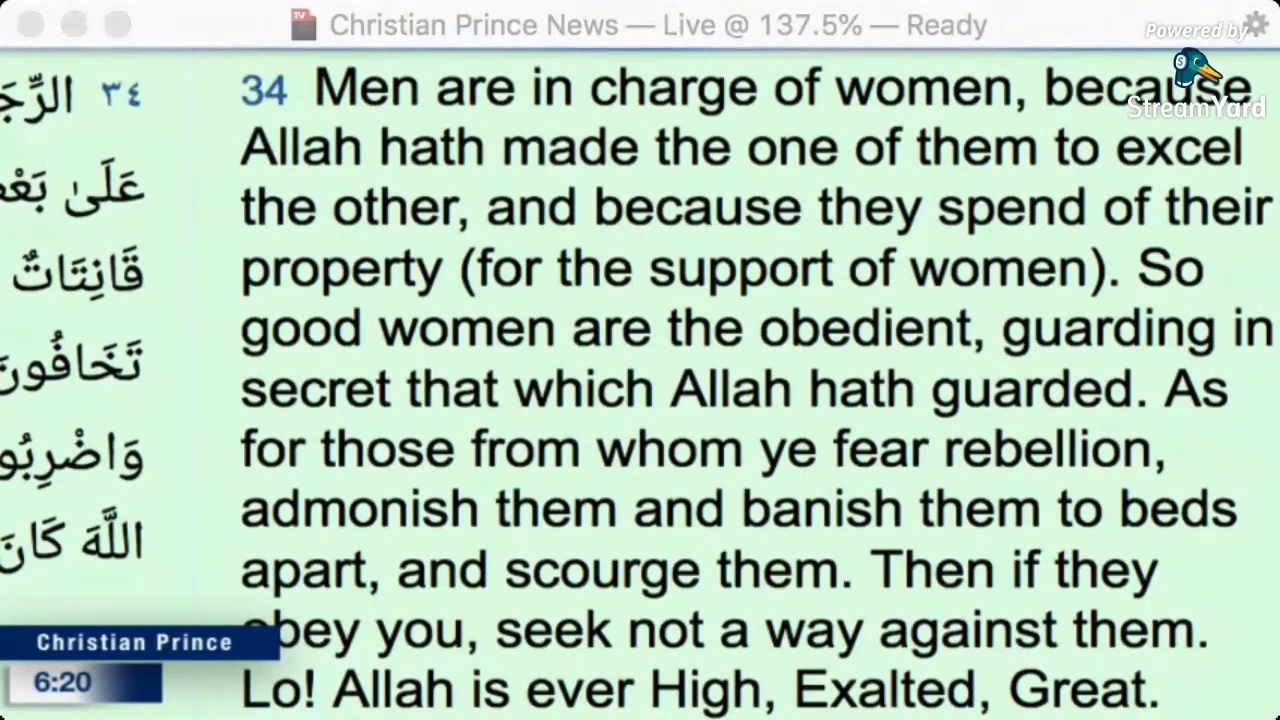 Christian Prince News — Live @ 137.5% — Ready
Powered by
StreamYard
٣٤
عَلَىٰ
قَانِتَاتٌ
اللَّهَ كَانَ
34 Men are in charge of women, because
Allah hath made the one of them to excel
the other, and because they spend of their
property (for the support of women). So
good women are the obedient, guarding in
secret that which Allah hath guarded. As
for those from whom ye fear rebellion,
admonish them and banish them to beds
apart, and scourge them. Then if they
obey you, seek not a way against them.
Lo! Allah is ever High, Exalted, Great.
Christian Prince
6:20